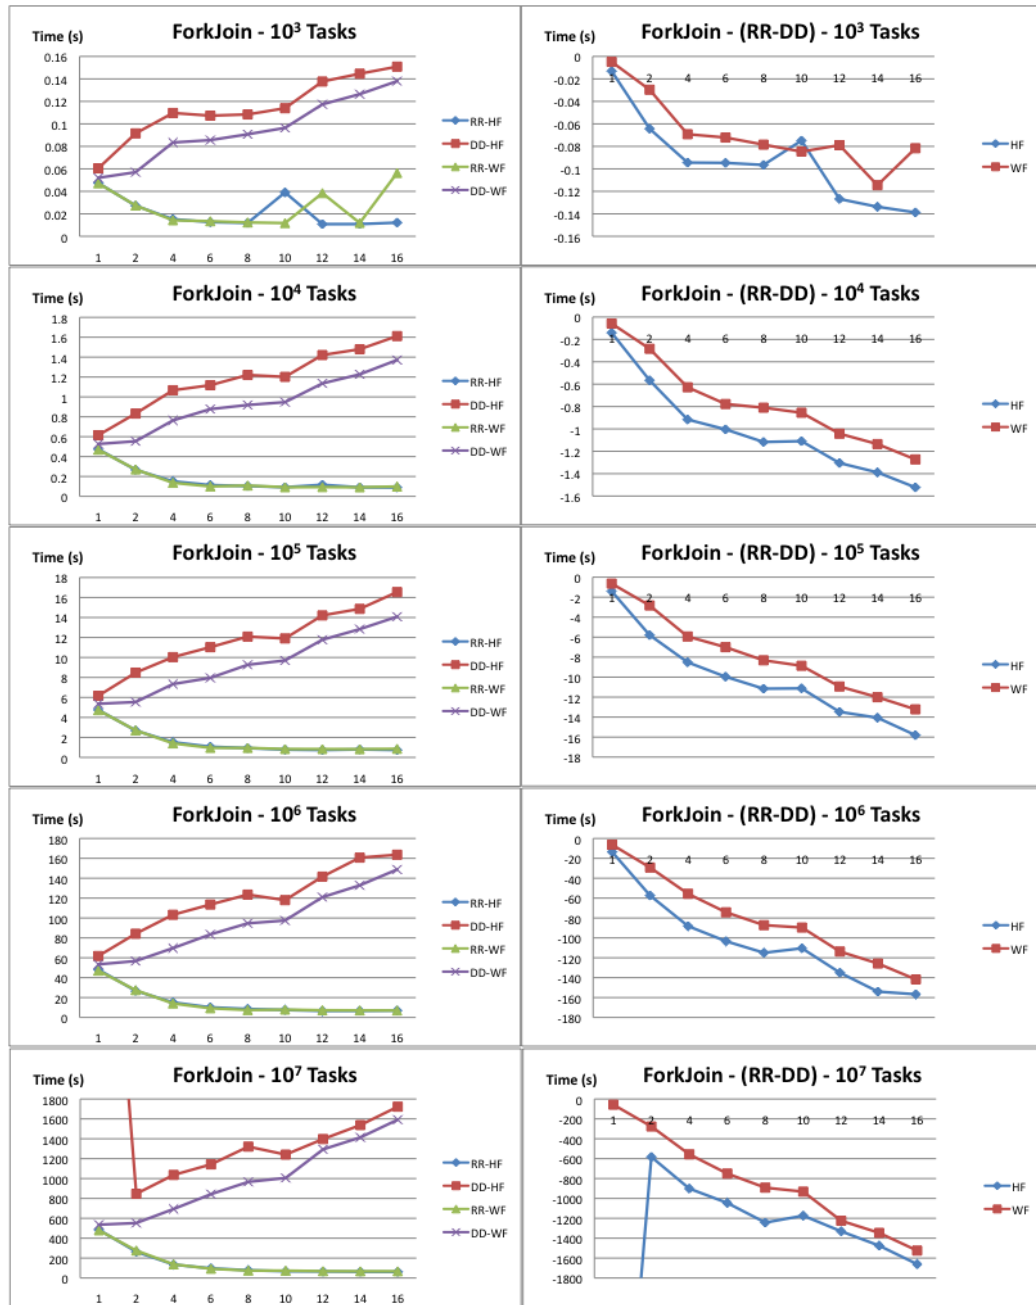 ForkJoin - 10³ Tasks
Time (s)
0.16
0.14
0.12
0.1
0.08
0.06
0.04
0.02
0
1 2 4 6 8 10 12 14 16
RR-HF
DD-HF
RR-WF
DD-WF
ForkJoin - (RR-DD) - 10³ Tasks
Time (s)
0
-0.02
-0.04
-0.06
-0.08
-0.1
-0.12
-0.14
-0.16
1 2 4 6 8 10 12 14 16
HF
WF
ForkJoin - 10⁴ Tasks
Time (s)
1.8
1.6
1.4
1.2
1
0.8
0.6
0.4
0.2
0
1 2 4 6 8 10 12 14 16
RR-HF
DD-HF
RR-WF
DD-WF
ForkJoin - (RR-DD) - 10⁴ Tasks
Time (s)
0
-0.2
-0.4
-0.6
-0.8
-1
-1.2
-1.4
-1.6
1 2 4 6 8 10 12 14 16
HF
WF
ForkJoin - 10⁵ Tasks
Time (s)
18
16
14
12
10
8
6
4
2
0
1 2 4 6 8 10 12 14 16
RR-HF
DD-HF
RR-WF
DD-WF
ForkJoin - (RR-DD) - 10⁵ Tasks
Time (s)
0
-2
-4
-6
-8
-10
-12
-14
-16
-18
1 2 4 6 8 10 12 14 16
HF
WF
ForkJoin - 10⁶ Tasks
Time (s)
180
160
140
120
100
80
60
40
20
0
1 2 4 6 8 10 12 14 16
RR-HF
DD-HF
RR-WF
DD-WF
ForkJoin - (RR-DD) - 10⁶ Tasks
Time (s)
0
-20
-40
-60
-80
-100
-120
-140
-160
-180
1 2 4 6 8 10 12 14 16
HF
WF
ForkJoin - 10⁷ Tasks
Time (s)
1800
1600
1400
1200
1000
800
600
400
200
0
1 2 4 6 8 10 12 14 16
RR-HF
DD-HF
RR-WF
DD-WF
ForkJoin - (RR-DD) - 10⁷ Tasks
Time (s)
0
-200
-400
-600
-800
-1000
-1200
-1400
-1600
-1800
1 2 4 6 8 10 12 14 16
HF
WF